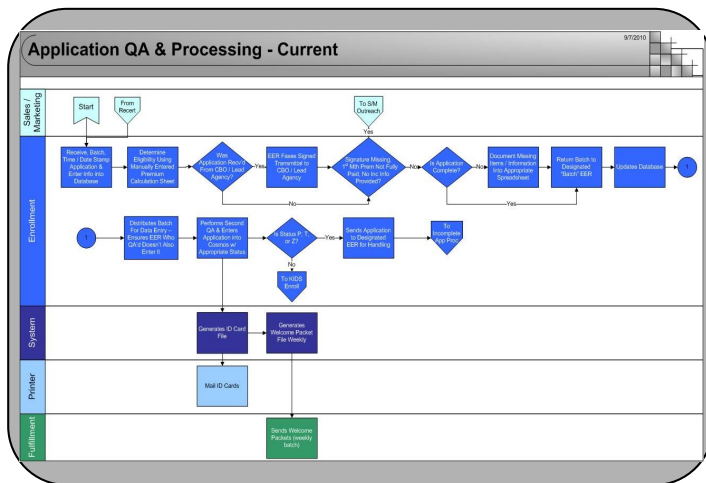 9/7/2010
Application QA & Processing - Current
Sales /
Marketing
Start
From
Recert
To S/M
Outreach
Yes
Enrollment
Receive, Batch,
Time / Date Stamp
Application &
Enter Info into
Database
Determine
Eligibility Using
Manually Entered
Premium
Calculation Sheet
Was
Application Recv'd
From CBO / Lead
Agency?
Yes
EER Faxes Signed
Transmittal to
CBO / Lead
Agency
No
Signature Missing,
1st Mth Prem Not Fully
Paid, No Inc Info
Provided?
No
Is Application
Complete?
No
Document Missing
Items / Information
Into Appropriate
Spreadsheet
Yes
Return Batch to
Designated
"Batch" EER
Updates Database
1
1
Distributes Batch
For Data Entry –
Ensures EER Who
QA'd Doesn't Also
Enter It
Performs Second
QA & Enters
Application into
Cosmos w/
Appropriate Status
Is Status P, T,
or Z?
Yes
Sends Application
to Designated
EER for Handling
To
Incomplete
App Proc
No
To KIDS
Enroll
System
Generates ID Card
File
Generates
Welcome Packet
File Weekly
Printer
Mail ID Cards
Fulfillment
Sends Welcome
Packets (weekly
batch)